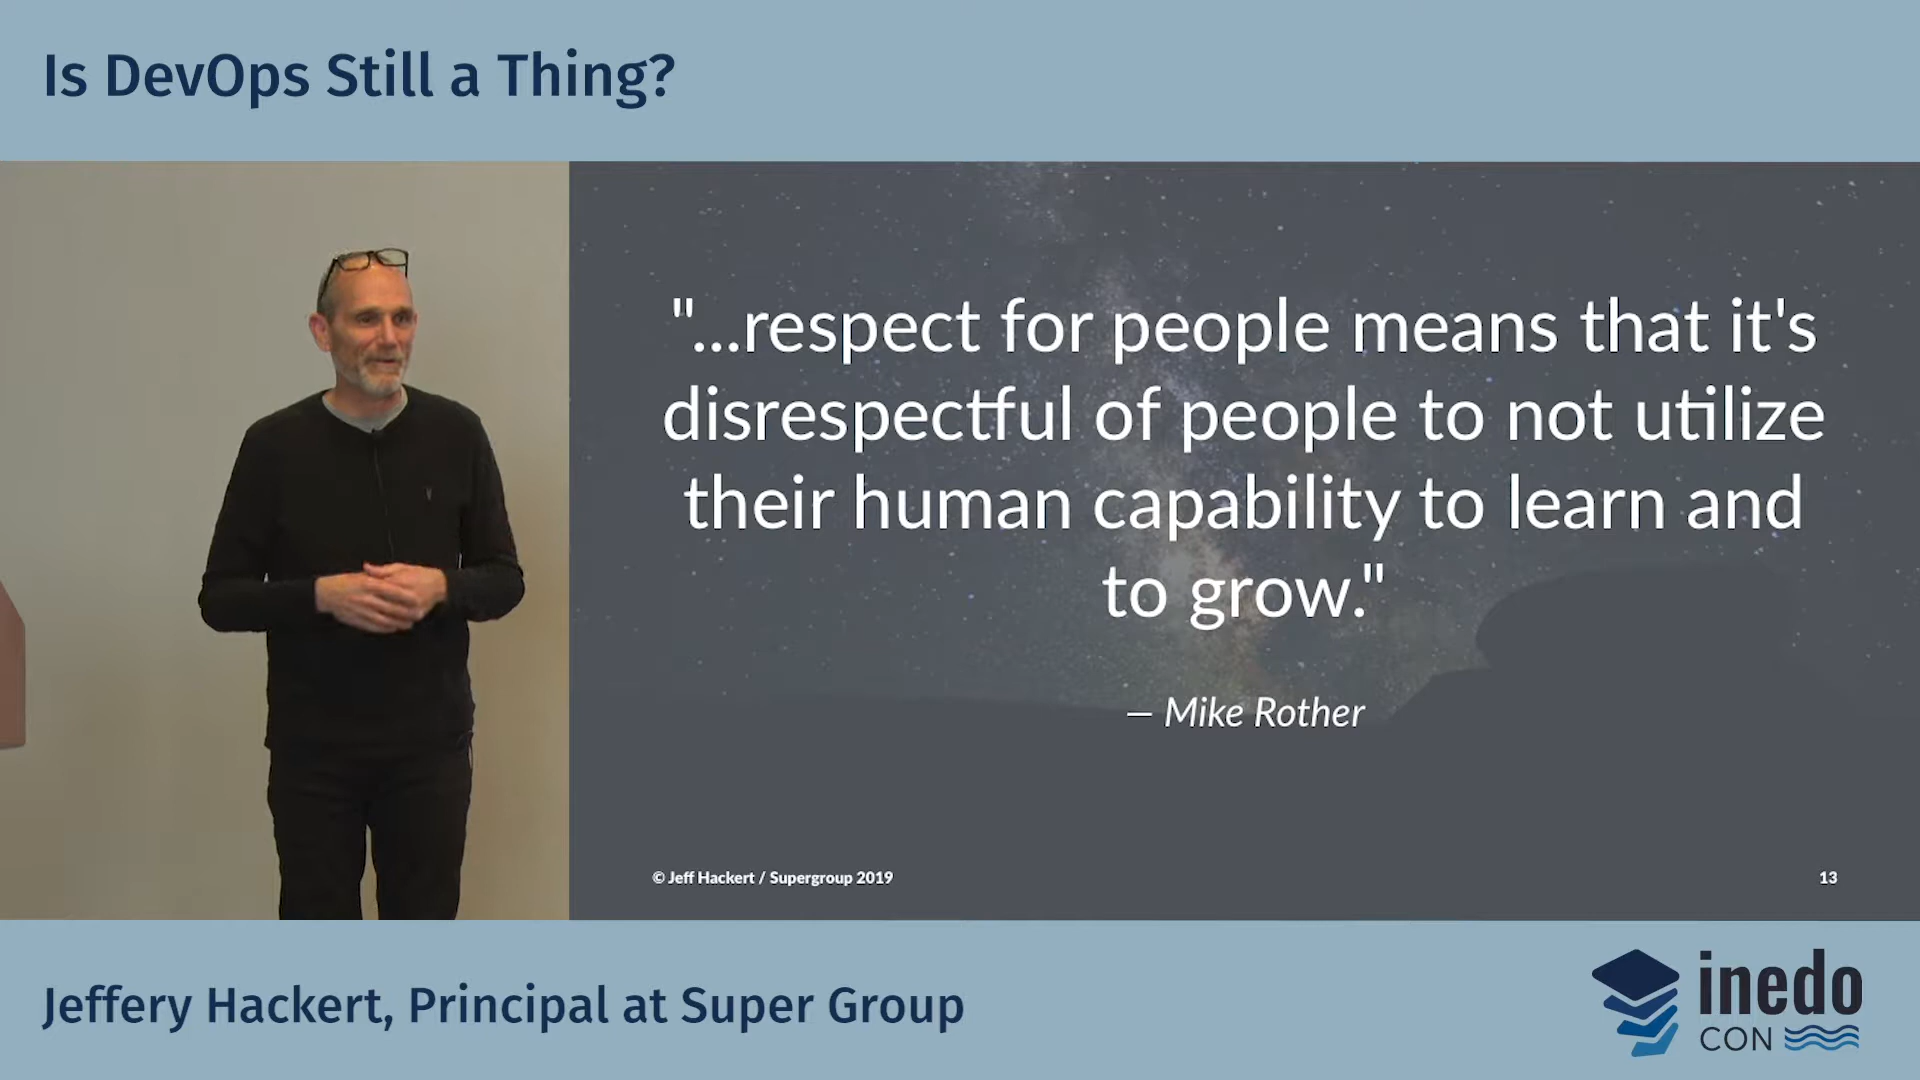 Is DevOps Still a Thing?
"...respect for people means that it's
disrespectful of people to not utilize
their human capability to learn and
to grow."
— Mike Rother
© Jeff Hackert / Supergroup 2019
13
Jeffery Hackert, Principal at Super Group
inedo
CON